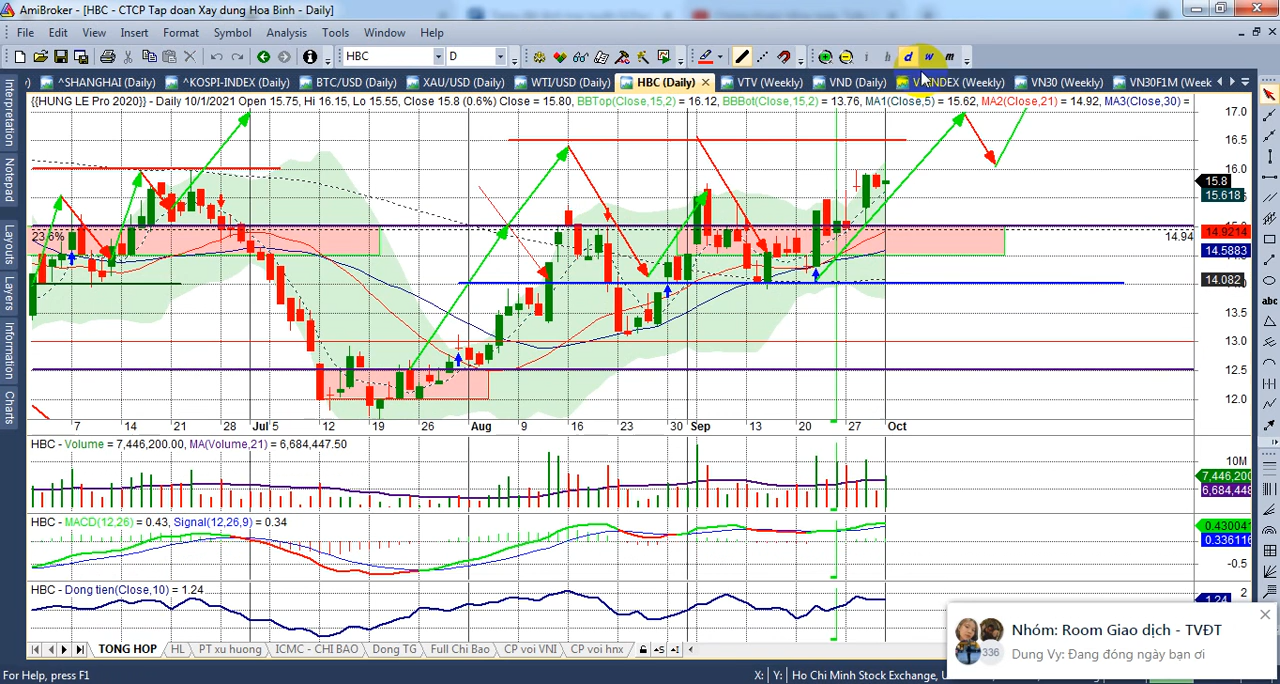 AmiBroker - [HBC - CTCP Tap doan Xay dung Hoa Binh - Daily]
File Edit View Insert Format Symbol Analysis Tools Window Help
HBC D i h d w m
^SHANGHAI (Daily) ^KOSPI-INDEX (Daily) BTC/USD (Daily) XAU/USD (Daily) WTI/USD (Daily) HBC (Daily) VTV (Weekly) VND (Daily) VNINDEX (Weekly) VN30 (Weekly) VN30F1M (Week
{{HUNG LE Pro 2020}} - Daily 10/1/2021 Open 15.75, Hi 16.15, Lo 15.55, Close 15.8 (0.6%) Close = 15.80, BBTop(Close,15,2) = 16.12, BBBot(Close,15,2) = 13.76, MA1(Close,5) = 15.62, MA2(Close,21) = 14.92, MA3(Close,30) =
Interpretation
Notepad
Layouts
Layers
Information
Charts
abc
17.0
16.5
16.0
15.8
15.618
23.6%
14.94
14.9214
14.5883
14.082
13.5
13.0
12.5
12.0
7 14 21 28 Jul 5 12 19 26 Aug 9 16 23 30 Sep 13 20 27 Oct
HBC - Volume = 7,446,200.00, MA(Volume,21) = 6,684,447.50
10M
7,446,200
6,684,448
HBC - MACD(12,26) = 0.43, Signal(12,26,9) = 0.34
0.430041
0.336116
-0.5
HBC - Dong tien(Close,10) = 1.24
2
1.24
TONG HOP HL PT xu huong ICMC - CHI BAO Dong TG Full Chi Bao CP voi VNI CP voi hnx
Nhóm: Room Giao dịch - TVĐT
336
Dung Vy: Đang đóng ngày bạn ơi
For Help, press F1 X: Y: Ho Chi Minh Stock Exchange,